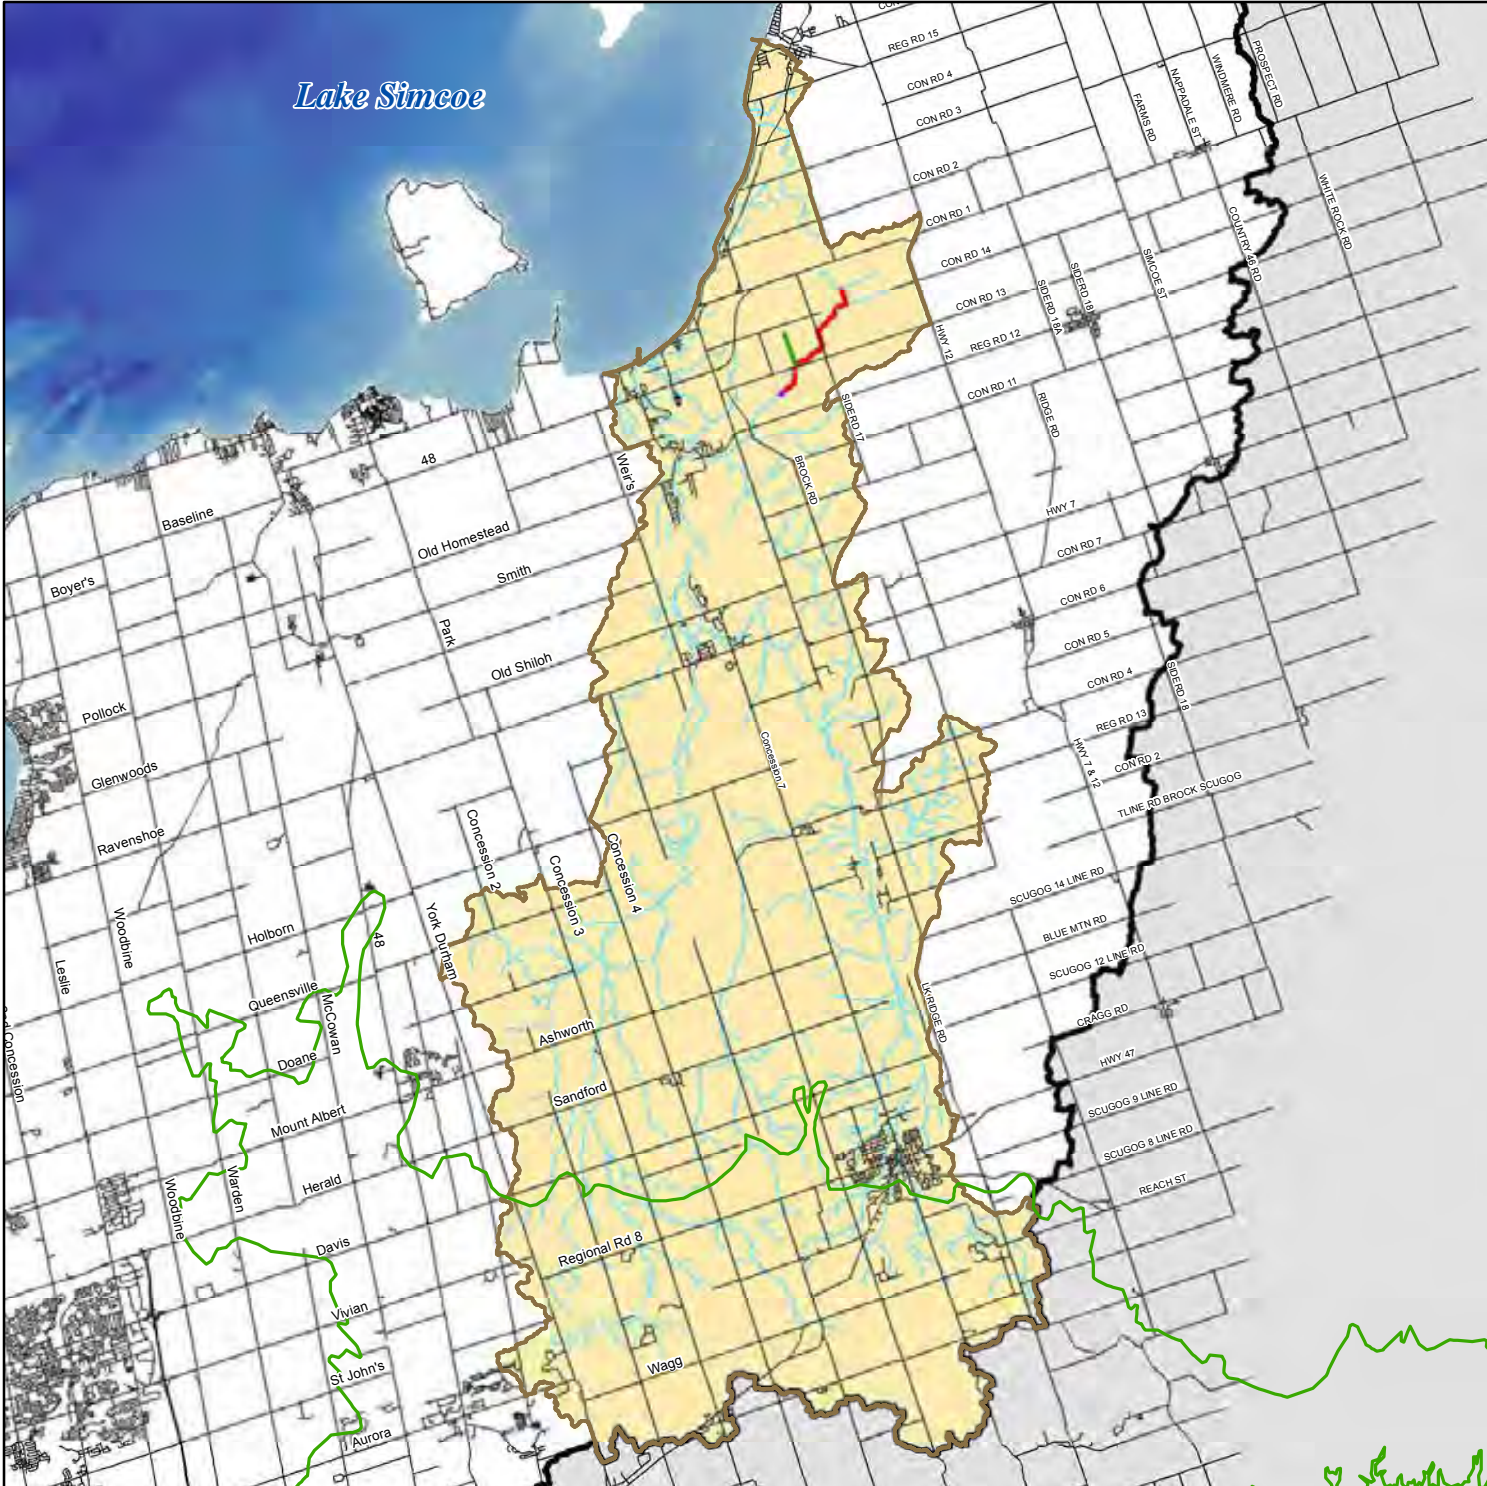 REG RD 15
CON RD 4
CON RD 3
CON RD 2
CON RD 1
CON RD 14
CON RD 13
REG RD 12
CON RD 11
PROSPECT RD
WINDMERE RD
NAPPADALE ST
FARMS RD
WHITE ROCK RD
COUNTRY 46 RD
SIMCOE ST
SIDERD 18
SIDERD 18A
HWY 12
SIDERD 17
RIDGE RD
BROCK RD
Lake Simcoe
48
Weir's
Baseline
Old Homestead
Boyer's
Smith
Park
Old Shiloh
Pollock
Glenwoods
Ravenshoe
HWY 7
CON RD 7
CON RD 6
CON RD 5
CON RD 4
SIDERD 18
REG RD 13
CON RD 2
HWY 7 & 12
TLINE RD BROCK SCUGOG
Concession 7
Concession 2
Concession 3
Concession 4
SCUGOG 14 LINE RD
BLUE MTN RD
SCUGOG 12 LINE RD
CRAGG RD
HWY 47
SCUGOG 9 LINE RD
SCUGOG 8 LINE RD
REACH ST
LK RIDGE RD
York Durham
48
Holborn
Woodbine
Leslie
Queensville
McCowan
Doane
Mount Albert
Warden
Herald
Woodbine
Davis
Vivian
St John's
Aurora
Ashworth
Sandford
Regional Rd 8
Wagg